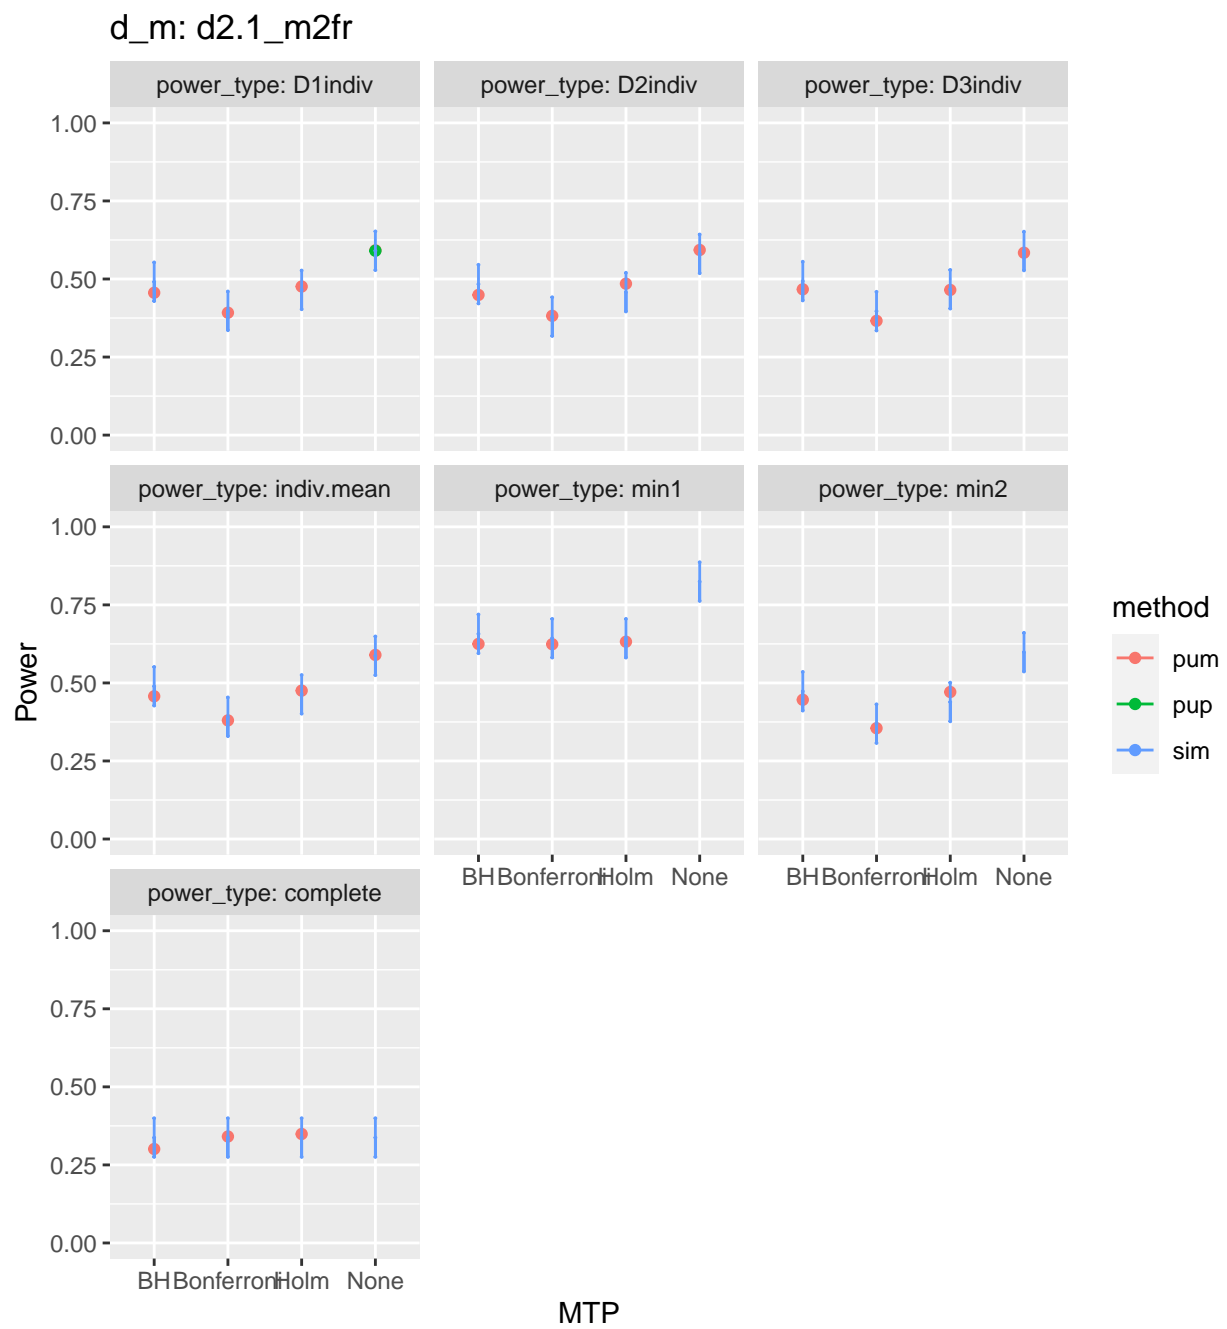 d_m: d2.1_m2fr
power_type: D1indiv
power_type: D2indiv
power_type: D3indiv
1.00
0.75
0.50
0.25
0.00
power_type: indiv.mean
power_type: min1
power_type: min2
1.00
0.75
0.50
0.25
0.00
BH Bonferroni Holm None
BH Bonferroni Holm None
power_type: complete
1.00
0.75
0.50
0.25
0.00
BH Bonferroni Holm None
Power
MTP
method
pum
pup
sim